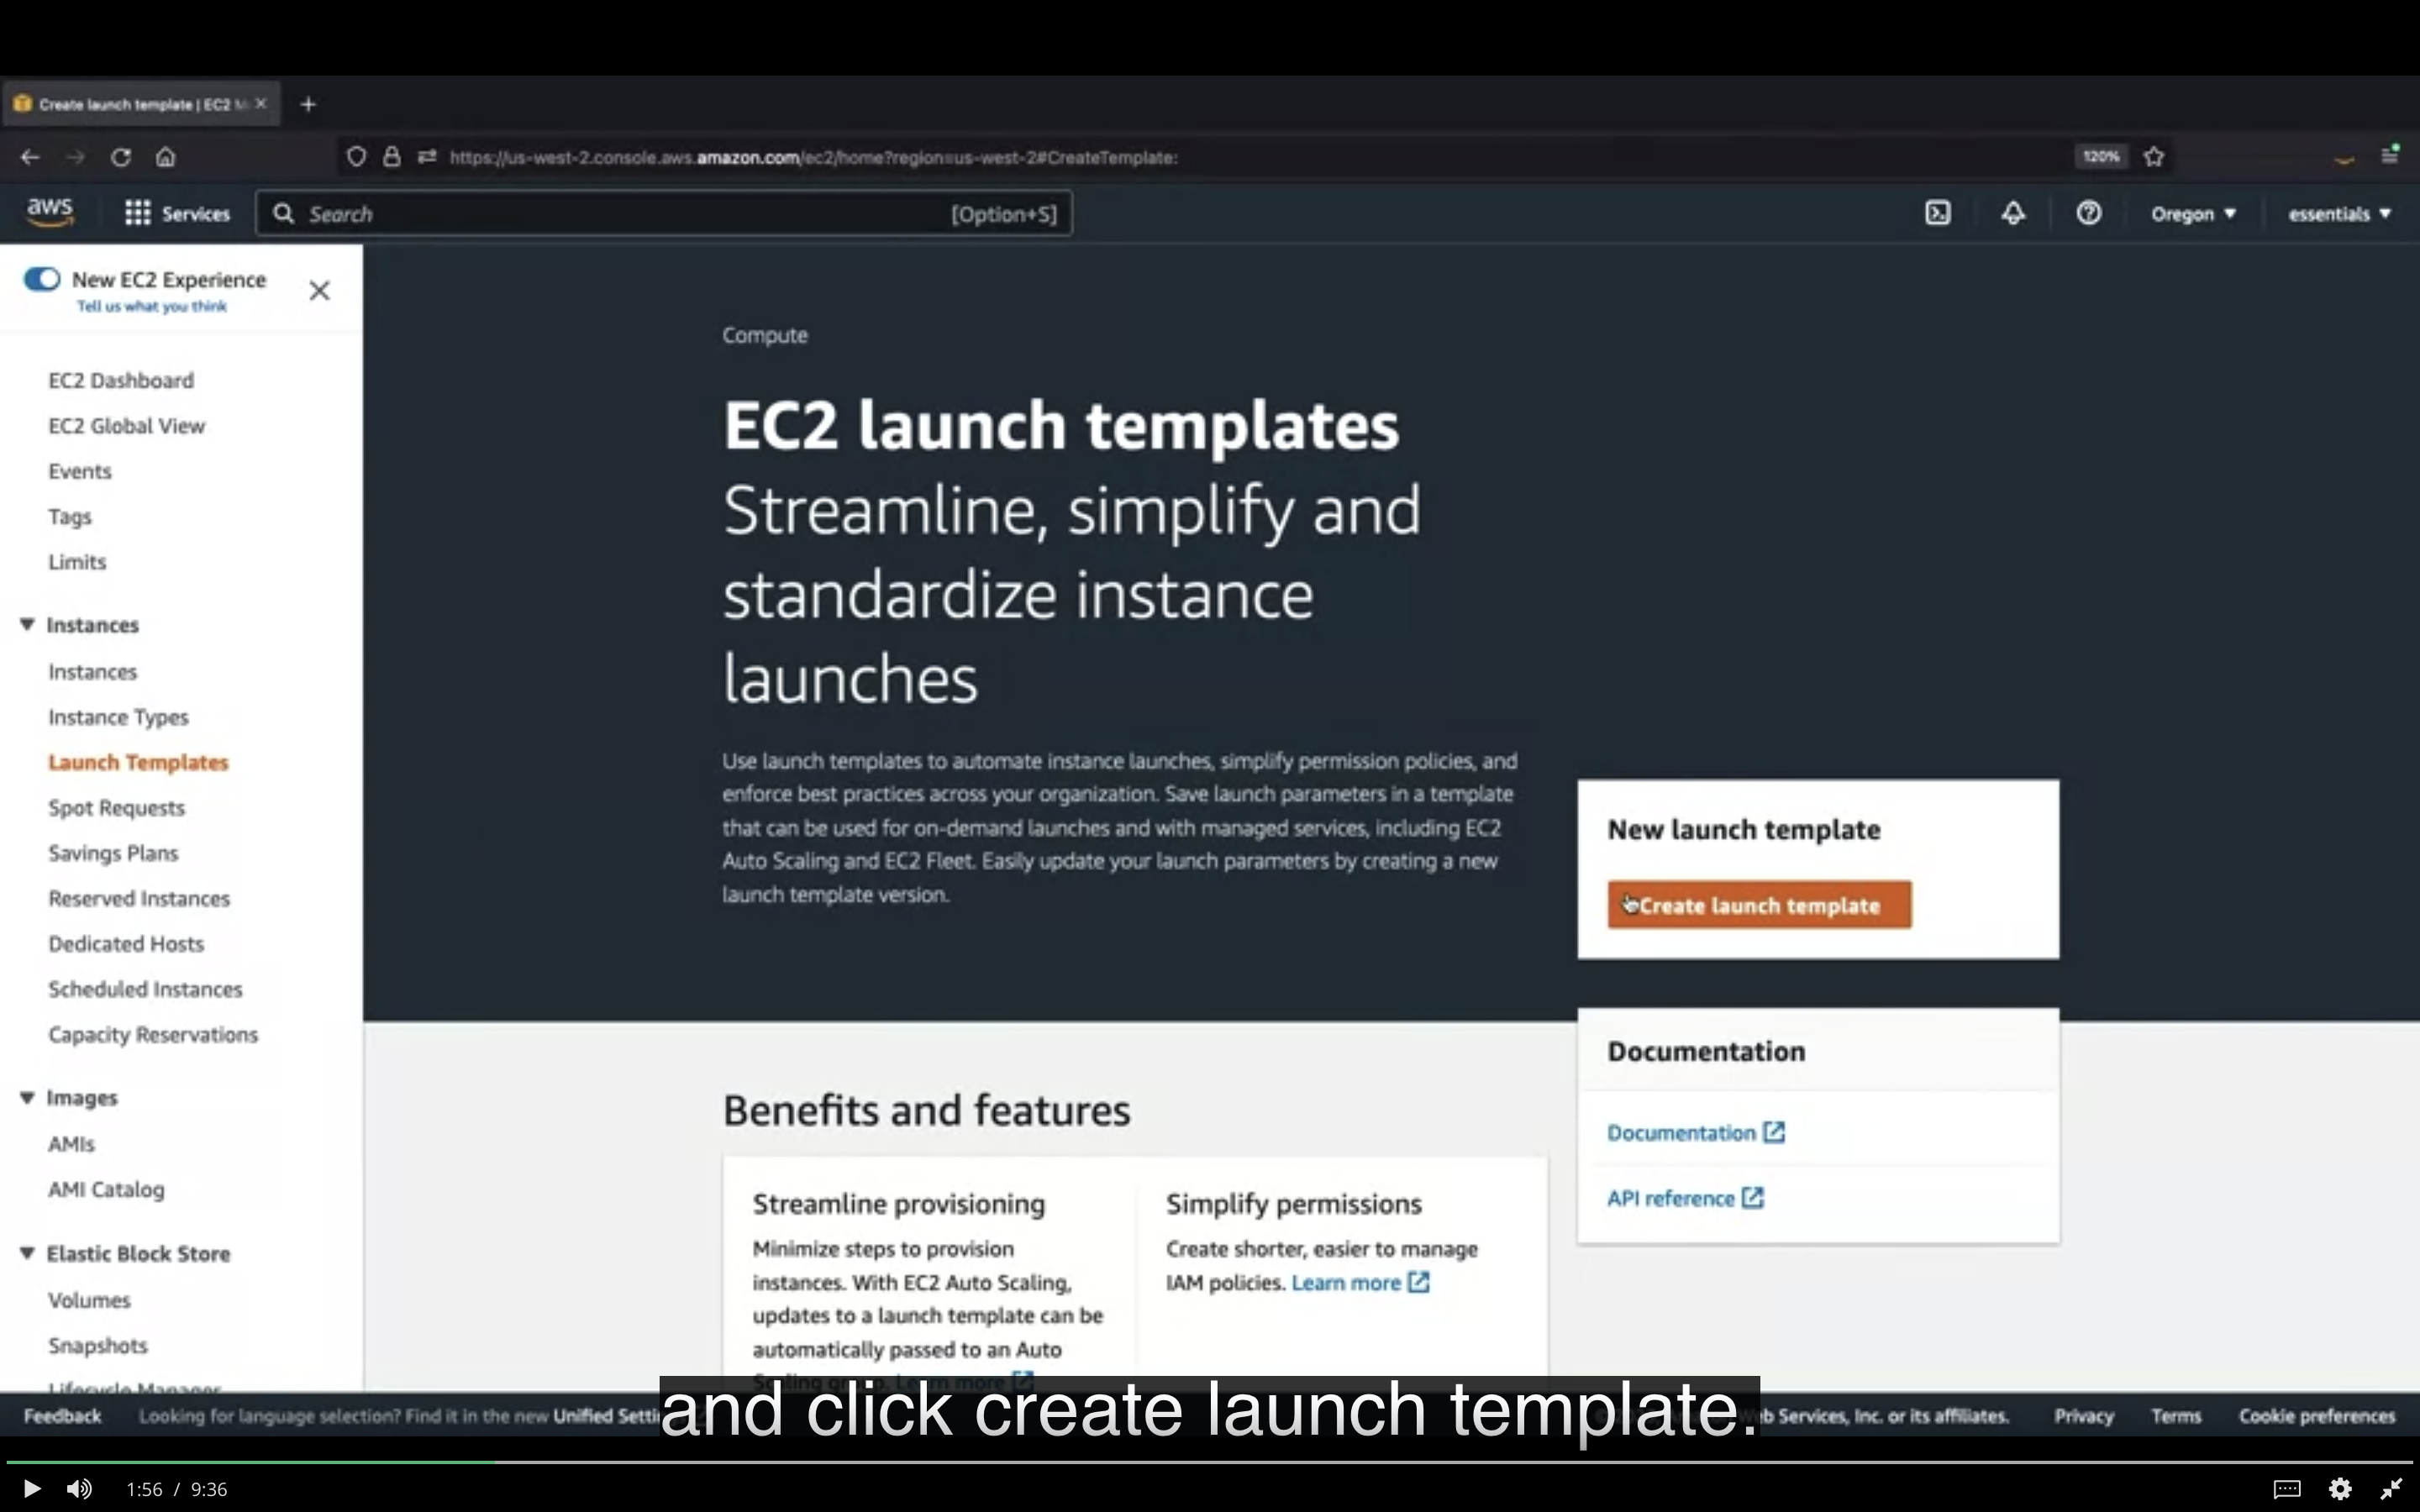 Create launch template | EC2 M
https://us-west-2.console.aws.amazon.com/ec2/home?region=us-west-2#CreateTemplate:
120%
aws
Services
Search
[Option+S]
Oregon
essentials
New EC2 Experience
Tell us what you think
EC2 Dashboard
EC2 Global View
Events
Tags
Limits
Instances
Instances
Instance Types
Launch Templates
Spot Requests
Savings Plans
Reserved Instances
Dedicated Hosts
Scheduled Instances
Capacity Reservations
Images
AMIs
AMI Catalog
Elastic Block Store
Volumes
Snapshots
Lifecycle Manager
Compute
EC2 launch templates
Streamline, simplify and
standardize instance
launches
Use launch templates to automate instance launches, simplify permission policies, and
enforce best practices across your organization. Save launch parameters in a template
that can be used for on-demand launches and with managed services, including EC2
Auto Scaling and EC2 Fleet. Easily update your launch parameters by creating a new
launch template version.
New launch template
Create launch template
Documentation
Documentation
API reference
Benefits and features
Streamline provisioning
Minimize steps to provision
instances. With EC2 Auto Scaling,
updates to a launch template can be
automatically passed to an Auto
Scaling group. Learn more
Simplify permissions
Create shorter, easier to manage
IAM policies. Learn more
and click create launch template.
Feedback
Looking for language selection? Find it in the new Unified Setti
eb Services, Inc. or its affiliates.
Privacy
Terms
Cookie preferences
1:56 / 9:36